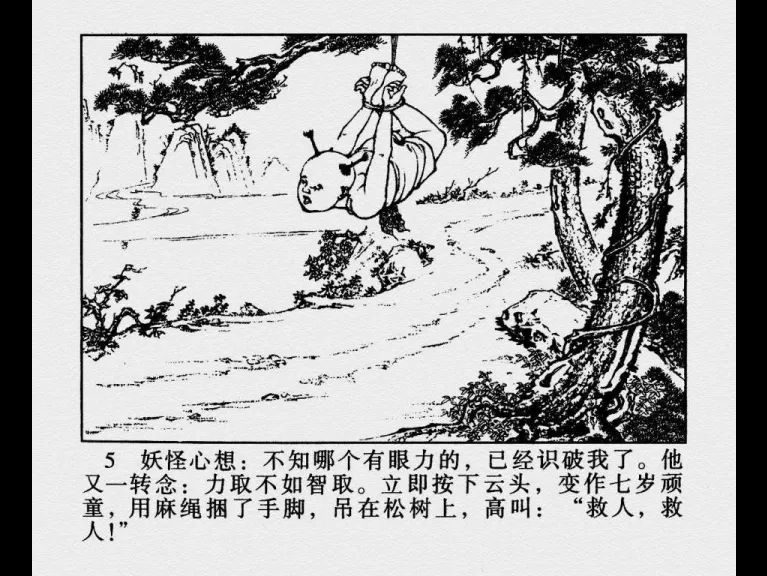 5 妖怪心想：不知哪个有眼力的，已经识破我了。他
又一转念：力取不如智取。立即按下云头，变作七岁顽
童，用麻绳捆了手脚，吊在松树上，高叫：“救人，救
人！”